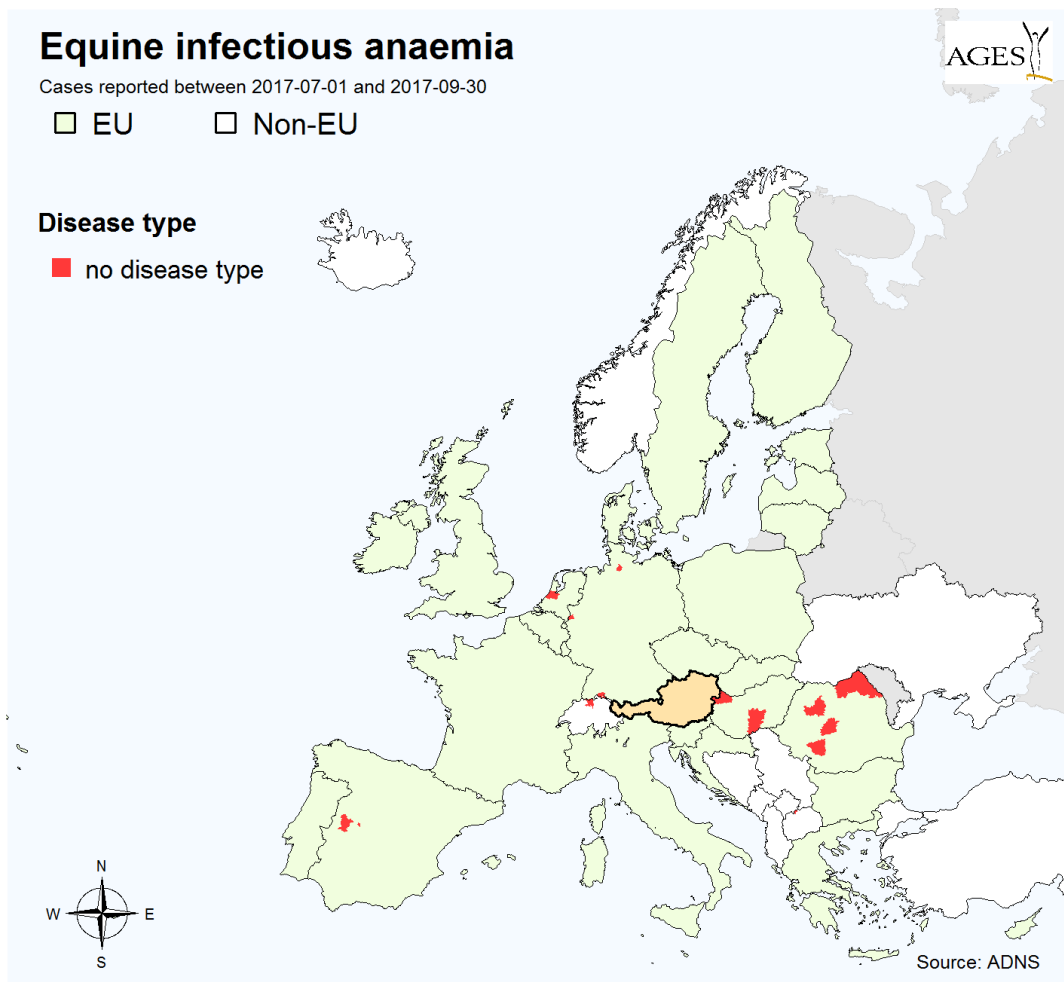 Equine infectious anaemia
Cases reported between 2017-07-01 and 2017-09-30
EU Non-EU
AGES
Disease type
no disease type
N
W E
S
Source: ADNS